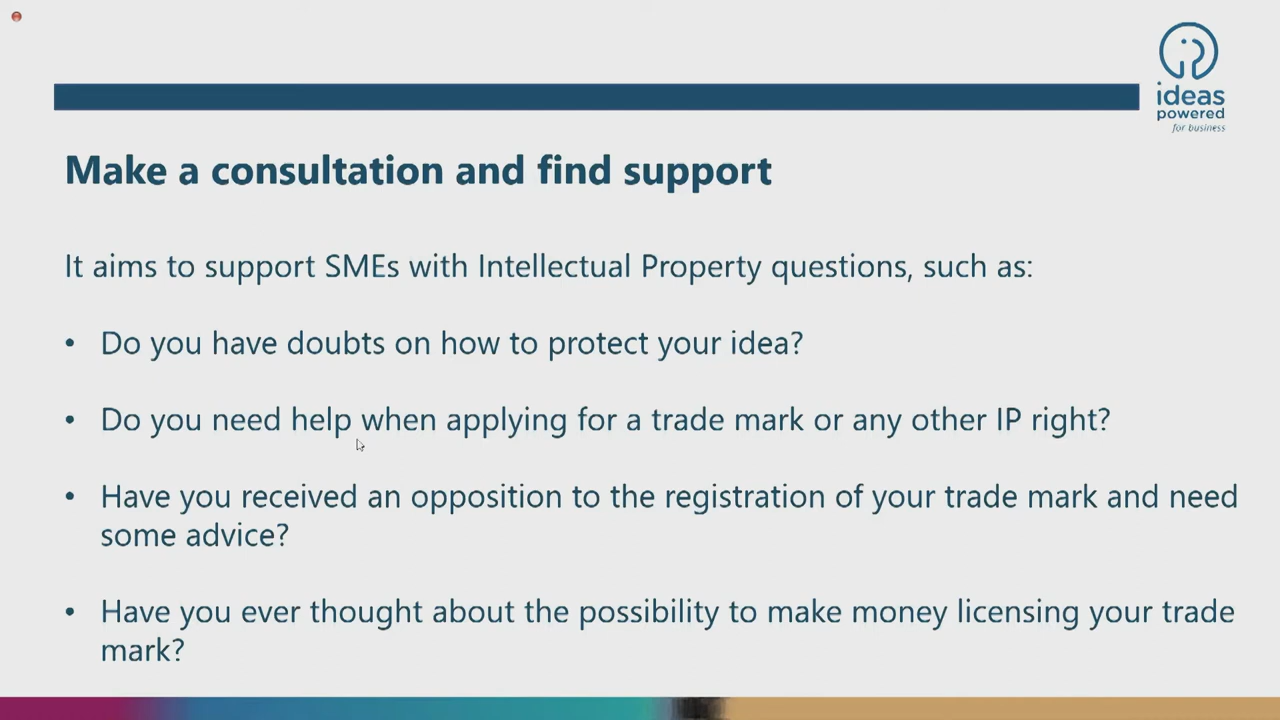 ideas
powered
for business
Make a consultation and find support
It aims to support SMEs with Intellectual Property questions, such as:
• Do you have doubts on how to protect your idea?
• Do you need help when applying for a trade mark or any other IP right?
• Have you received an opposition to the registration of your trade mark and need
some advice?
• Have you ever thought about the possibility to make money licensing your trade
mark?